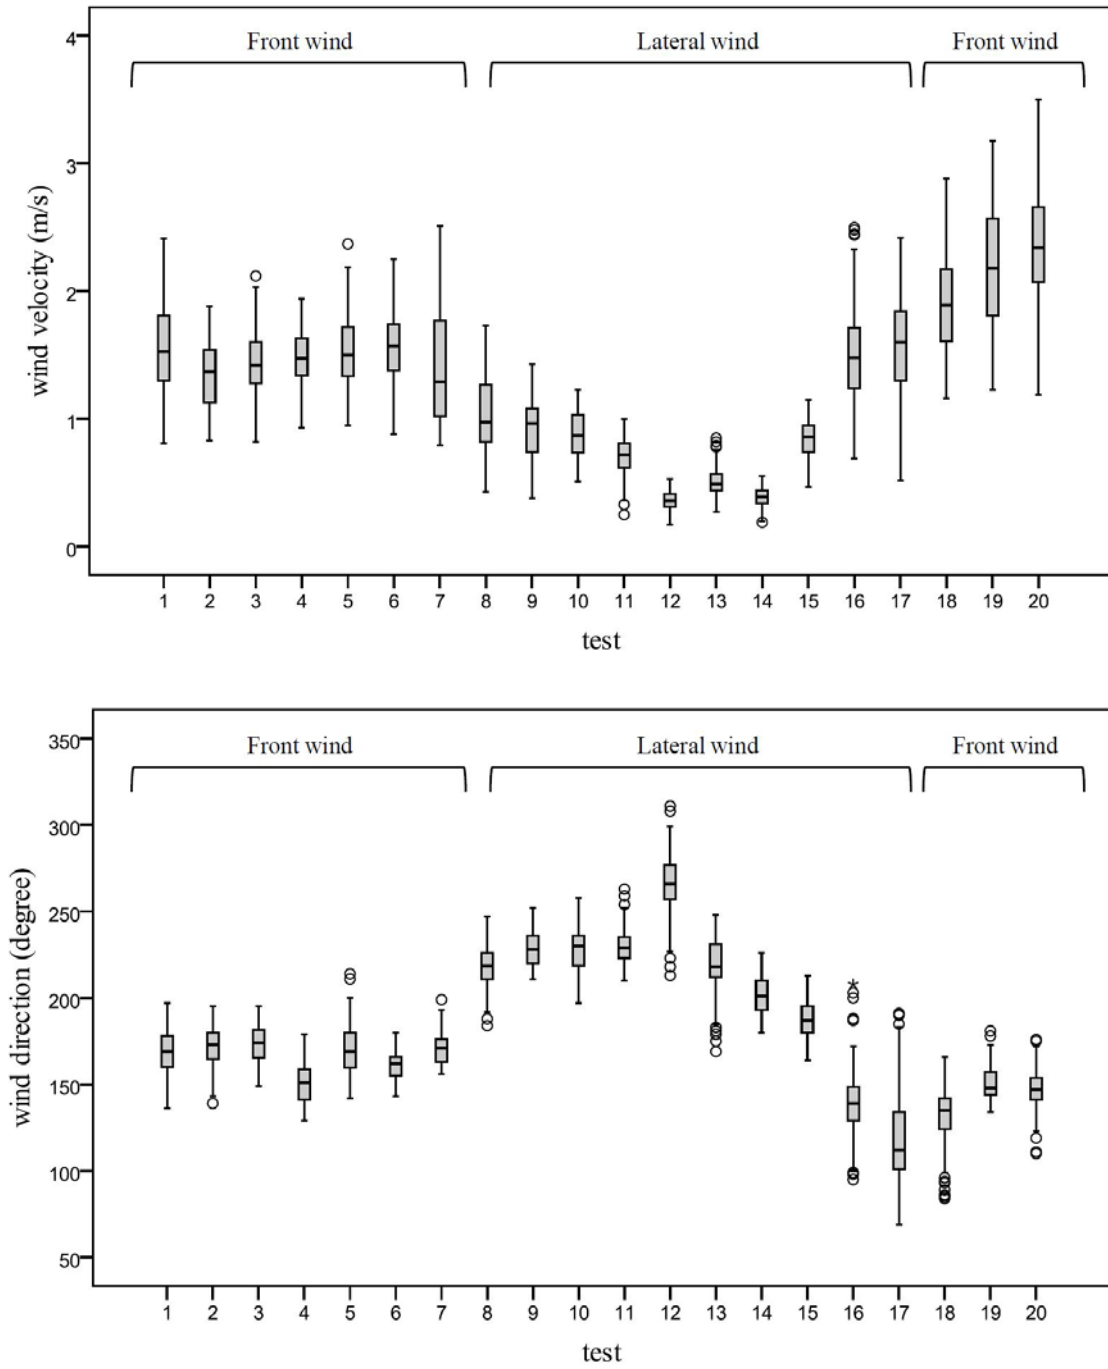 Front wind Lateral wind Front wind
4
3
2
1
0
wind velocity (m/s)
1 2 3 4 5 6 7 8 9 10 11 12 13 14 15 16 17 18 19 20
test
Front wind Lateral wind Front wind
350
300
250
200
150
100
50
wind direction (degree)
1 2 3 4 5 6 7 8 9 10 11 12 13 14 15 16 17 18 19 20
test